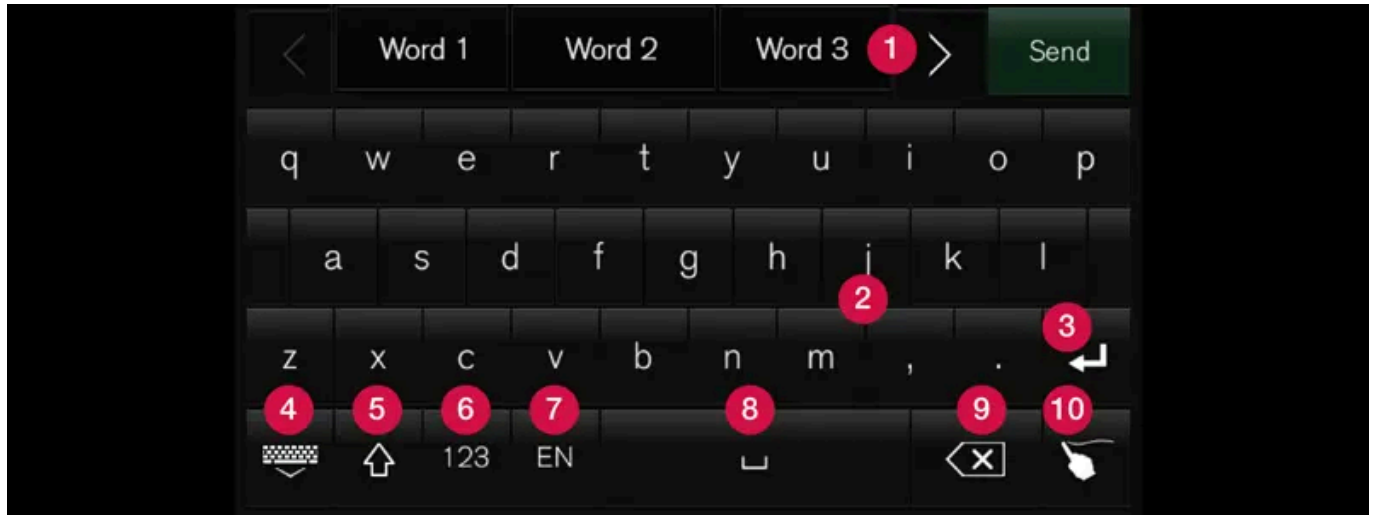 Word 1 Word 2 Word 3 1 Send
q w e r t y u i o p
a s d f g h j k l
2
3
z x c v b n m , .
4 5 6 7 8 9 10
123 EN